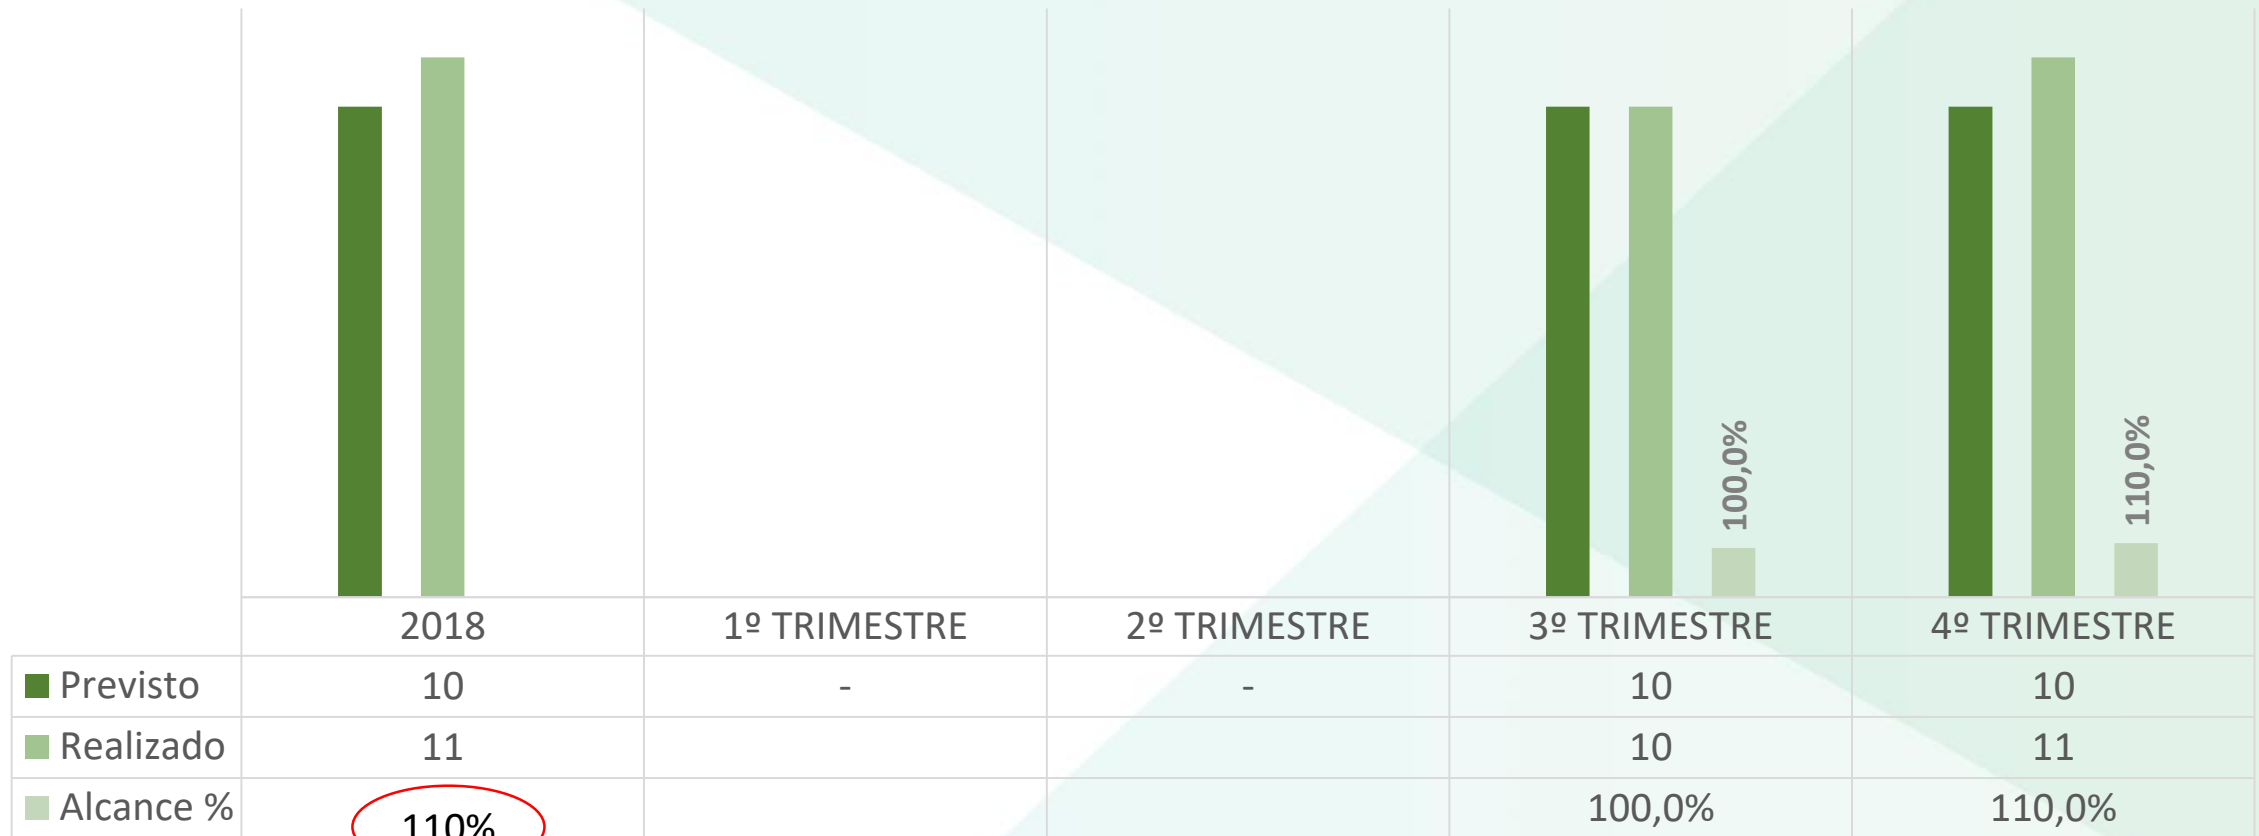 100,0%
110,0%
2018 1º TRIMESTRE 2º TRIMESTRE 3º TRIMESTRE 4º TRIMESTRE
Previsto 10 - - 10 10
Realizado 11 10 11
Alcance % 110% 100,0% 110,0%